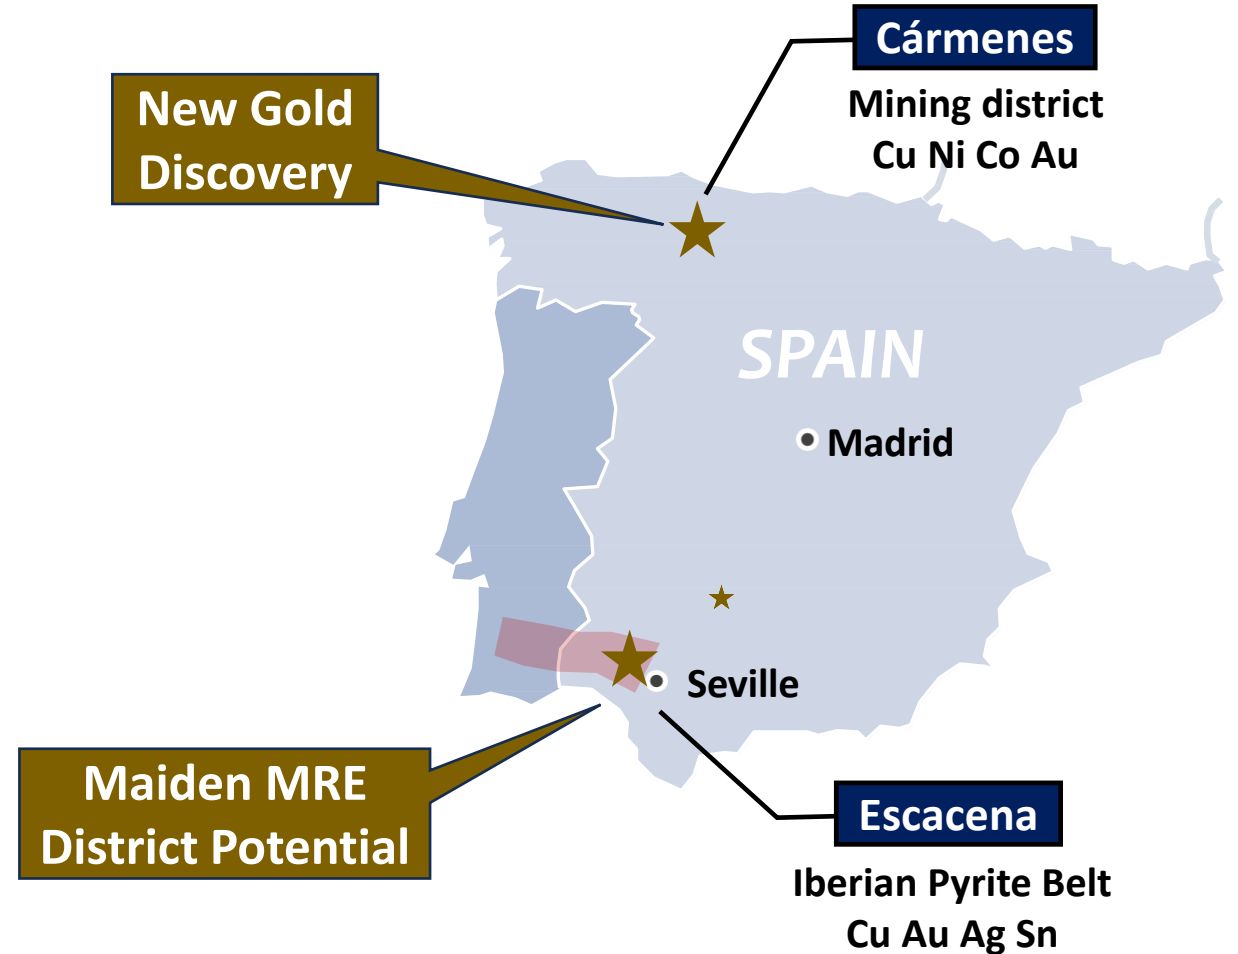 Cármenes
Mining district
Cu Ni Co Au
New Gold
Discovery
SPAIN
Madrid
Seville
Maiden MRE
District Potential
Escacena
Iberian Pyrite Belt
Cu Au Ag Sn